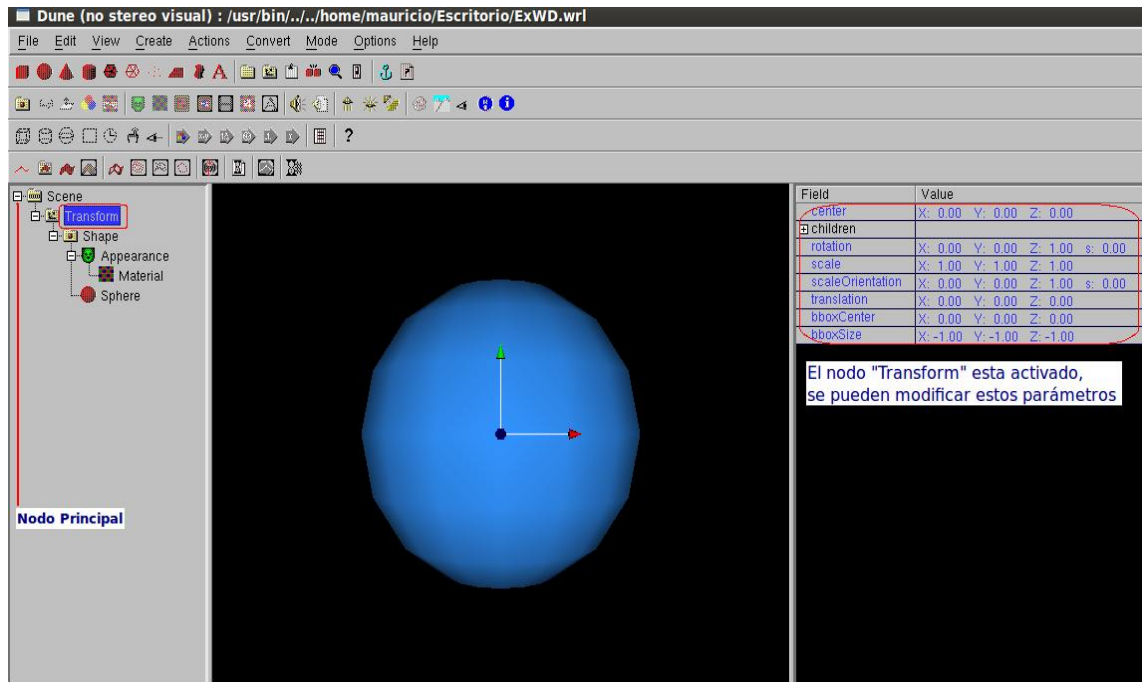 Dune (no stereo visual) : /usr/bin/../../home/mauricio/Escritorio/ExWD.wrl
File Edit View Create Actions Convert Mode Options Help
Scene
Transform
Shape
Appearance
Material
Sphere
Nodo Principal
Field Value
center X: 0.00 Y: 0.00 Z: 0.00
children
rotation X: 0.00 Y: 0.00 Z: 1.00 s: 0.00
scale X: 1.00 Y: 1.00 Z: 1.00
scaleOrientation X: 0.00 Y: 0.00 Z: 1.00 s: 0.00
translation X: 0.00 Y: 0.00 Z: 0.00
bboxCenter X: 0.00 Y: 0.00 Z: 0.00
bboxSize X:-1.00 Y:-1.00 Z:-1.00
El nodo "Transform" esta activado,
se pueden modificar estos parámetros